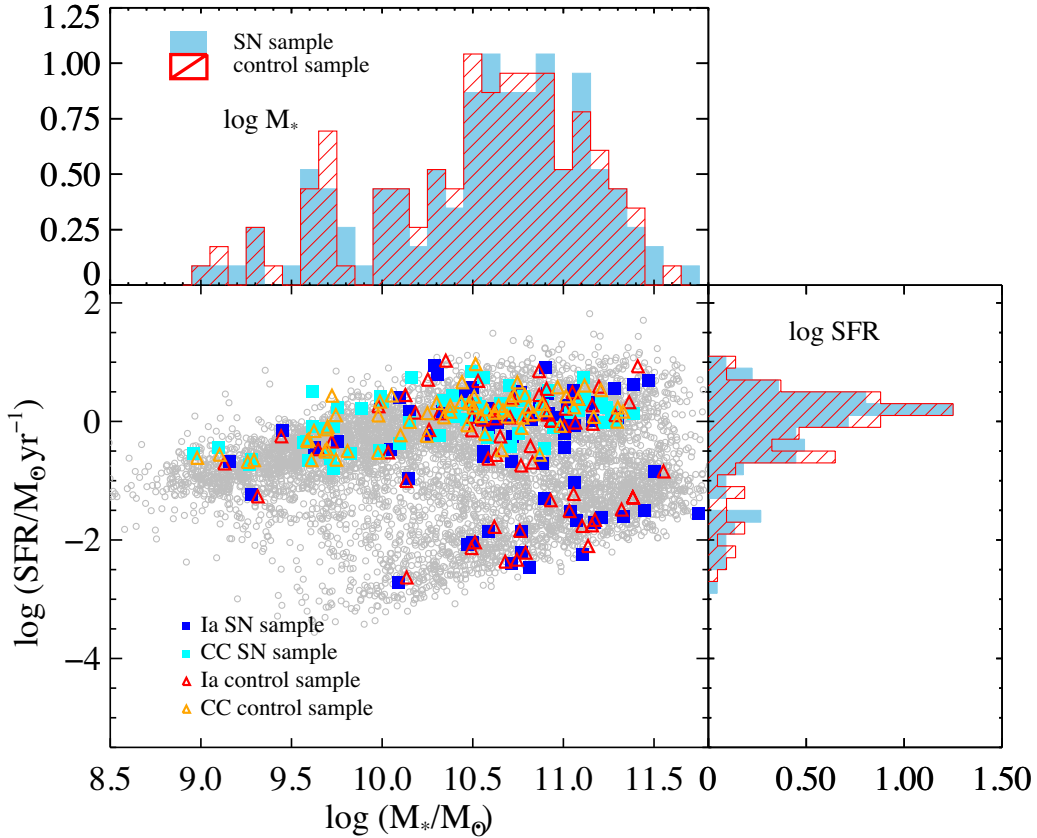 1.25
1.00
0.75
0.50
0.25
0
SN sample
control sample
log M*
2
0
−2
−4
log (SFR/M⊙ yr⁻¹)
Ia SN sample
CC SN sample
Ia control sample
CC control sample
log SFR
8.5 9.0 9.5 10.0 10.5 11.0 11.5
0 0.50 1.00 1.50
log (M*/M⊙)